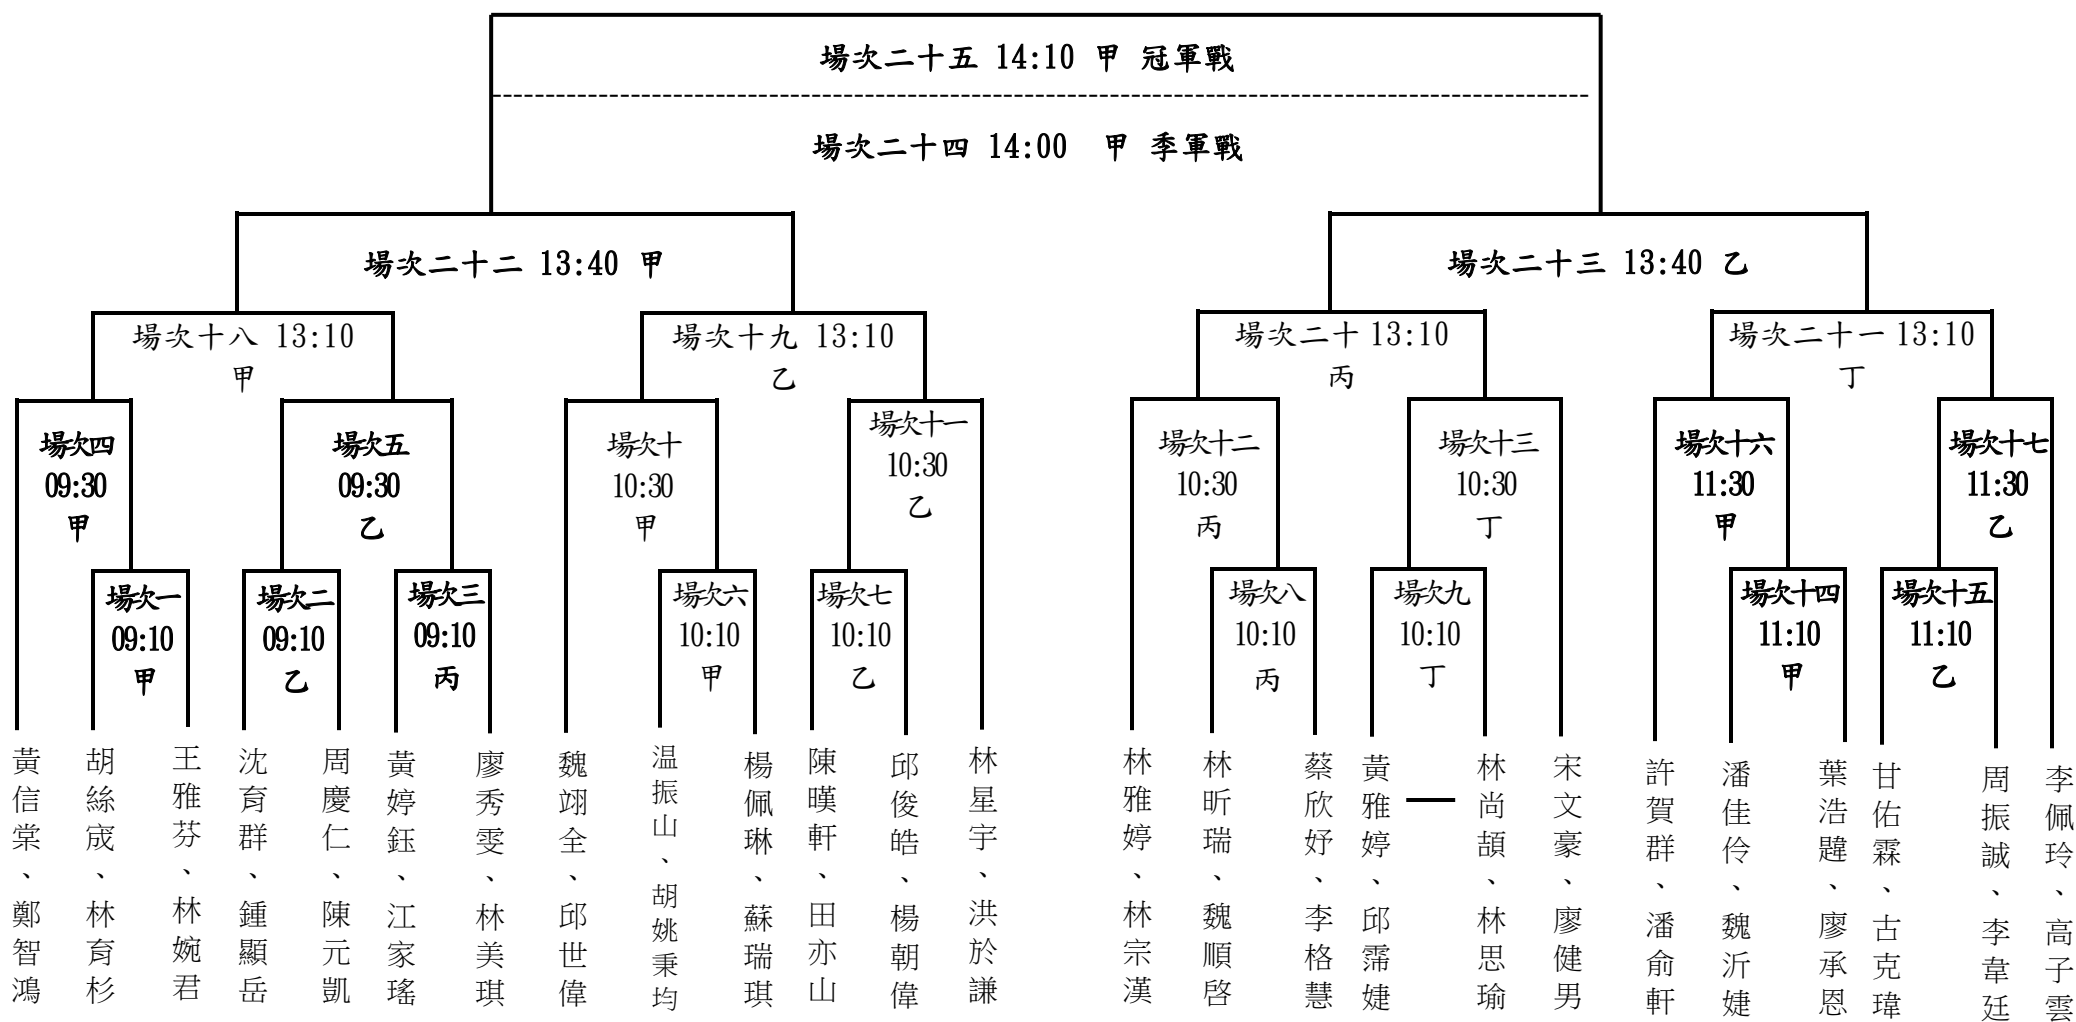 場次二十五 14:10 甲 冠軍戰
場次二十四 14:00 甲 季軍戰
場次二十二 13:40 甲
場次二十三 13:40 乙
場次十八 13:10
甲
場次十九 13:10
乙
場次二十 13:10
丙
場次二十一 13:10
丁
場次四
09:30
甲
場次五
09:30
乙
場次十
10:30
甲
場次十一
10:30
乙
場次十二
10:30
丙
場次十三
10:30
丁
場次十六
11:30
甲
場次十七
11:30
乙
場次一
09:10
甲
場次二
09:10
乙
場次三
09:10
丙
場次六
10:10
甲
場次七
10:10
乙
場次八
10:10
丙
場次九
10:10
丁
場次十四
11:10
甲
場次十五
11:10
乙
黃信棠、鄭智鴻
胡絲宬、林育杉
王雅芬、林婉君
沈育群、鍾顯岳
周慶仁、陳元凱
黃婷鈺、江家瑤
廖秀雯、林美琪
魏翊全、邱世偉
温振山、胡姚秉均
楊佩琳、蘇瑞琪
陳暵軒、田亦山
邱俊皓、楊朝偉
林星宇、洪於謙
林雅婷、林宗漢
林昕瑞、魏順啓
蔡欣妤、李格慧
黃雅婷、邱霈婕
林尚頡、林思瑜
宋文豪、廖健男
許賀群、潘俞軒
潘佳伶、魏沂婕
葉浩韙、廖承恩
甘佑霖、古克瑋
周振誠、李韋廷
李佩玲、高子雲